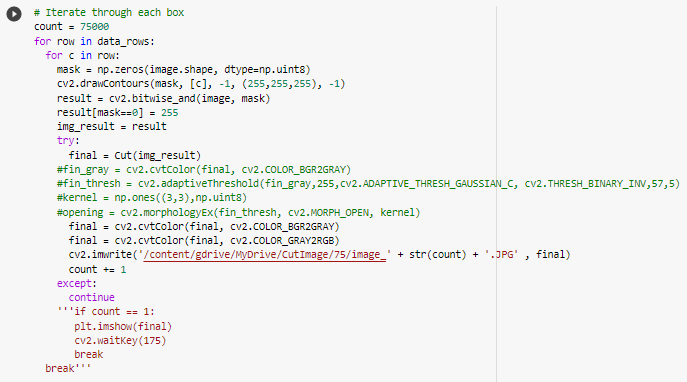 # Iterate through each box
count = 75000
for row in data_rows:
  for c in row:
    mask = np.zeros(image.shape, dtype=np.uint8)
    cv2.drawContours(mask, [c], -1, (255,255,255), -1)
    result = cv2.bitwise_and(image, mask)
    result[mask==0] = 255
    img_result = result
    try:
      final = Cut(img_result)
    #fin_gray = cv2.cvtColor(final, cv2.COLOR_BGR2GRAY)
    #fin_thresh = cv2.adaptiveThreshold(fin_gray,255,cv2.ADAPTIVE_THRESH_GAUSSIAN_C, cv2.THRESH_BINARY_INV,57,5)
    #kernel = np.ones((3,3),np.uint8)
    #opening = cv2.morphologyEx(fin_thresh, cv2.MORPH_OPEN, kernel)
      final = cv2.cvtColor(final, cv2.COLOR_BGR2GRAY)
      final = cv2.cvtColor(final, cv2.COLOR_GRAY2RGB)
      cv2.imwrite('/content/gdrive/MyDrive/CutImage/75/image_' + str(count) + '.JPG' , final)
      count += 1
    except:
      continue
    '''if count == 1:
       plt.imshow(final)
       cv2.waitKey(175)
       break
  break'''